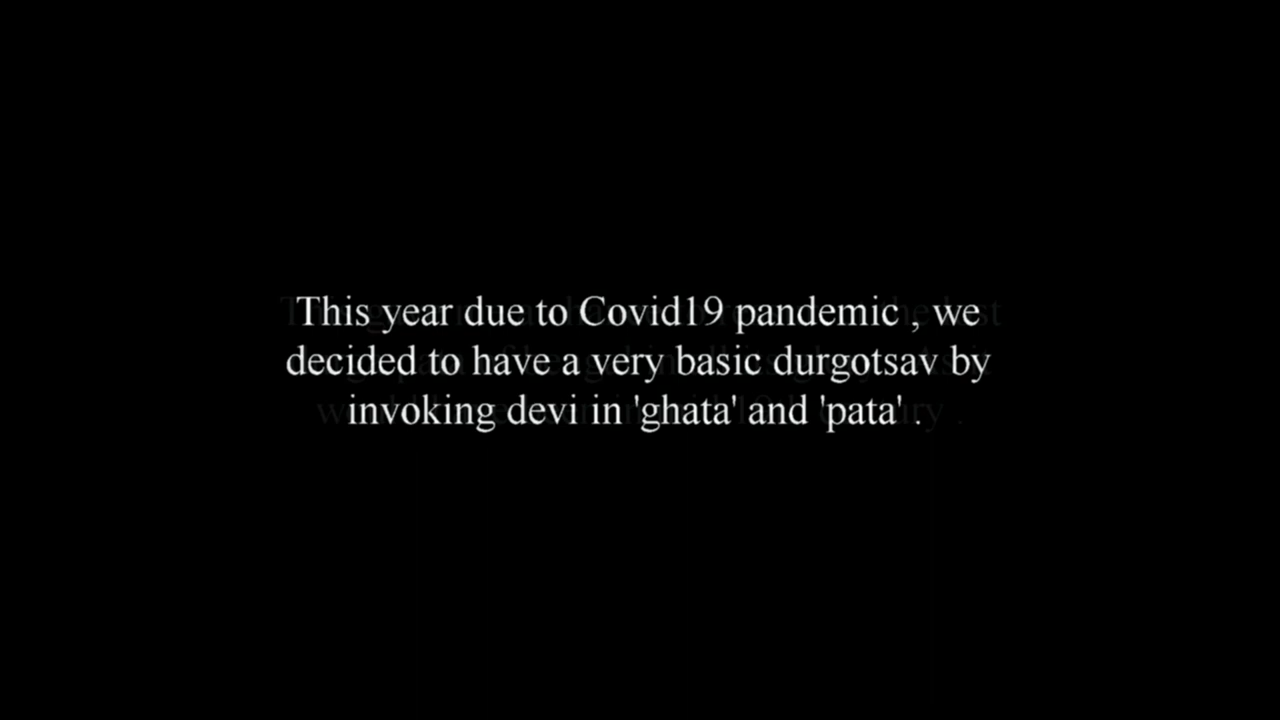 This year due to Covid19 pandemic , we
decided to have a very basic durgotsav by
invoking devi in 'ghata' and 'pata' .